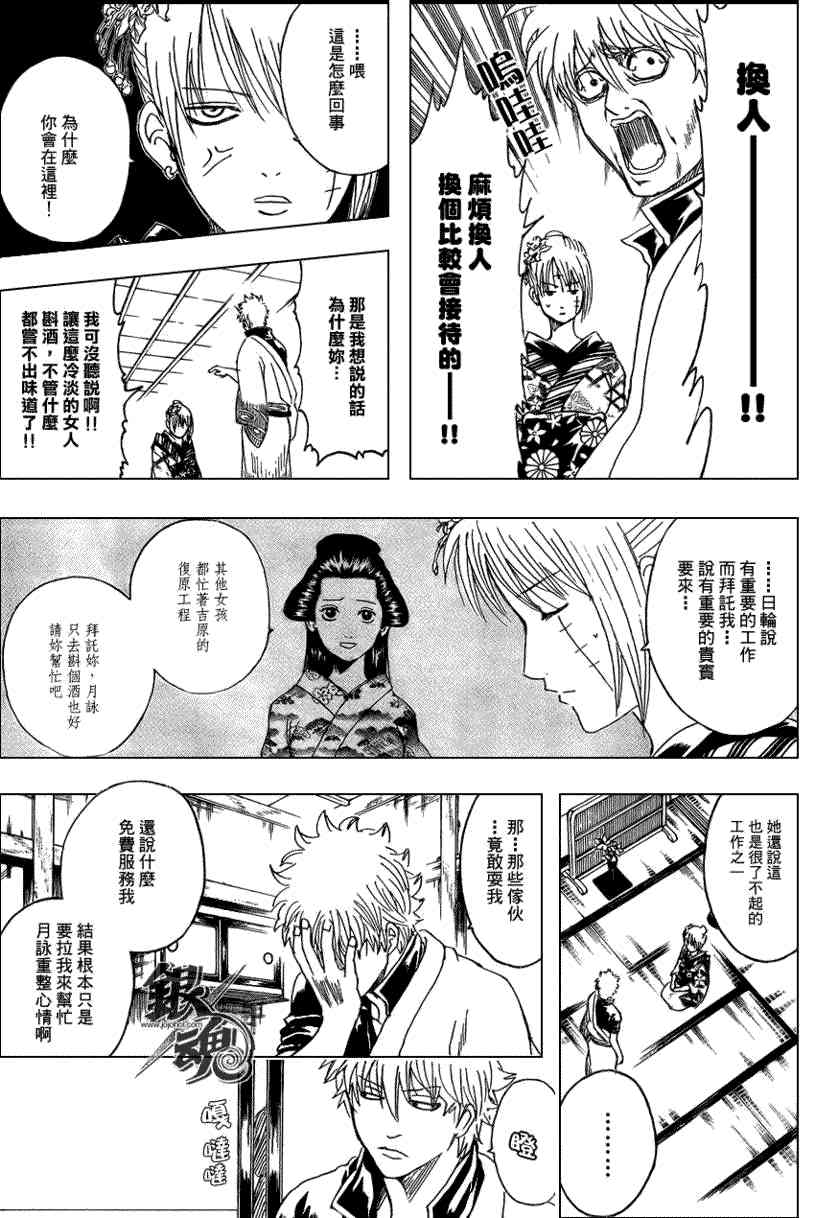 換人——!!
嗚哇哇
麻煩換人
換個比較會接待的——!!
……喂
這是怎麼回事
為什麼
你會在這裡！
那是我想說的話
為什麼妳…
我可沒聽說啊!!
讓這麼冷淡的女人
斟酒，不管什麼
都嘗不出味道了!!
……日輪說
有重要的工作
而拜託我…
說有重要的貴賓
要來…
其他女孩
都忙著吉原的
復原工程
拜託妳，月詠
只去斟個酒也好
請妳幫忙吧
她還說這
也是很了不起的
工作之一
………
那…那些傢伙
…竟敢耍我
還說什麼
免費服務我
結果根本只是
要拉我來幫忙
月詠重整心情啊
銀魂
www.jojohot.com
瞪
嘎噠噠